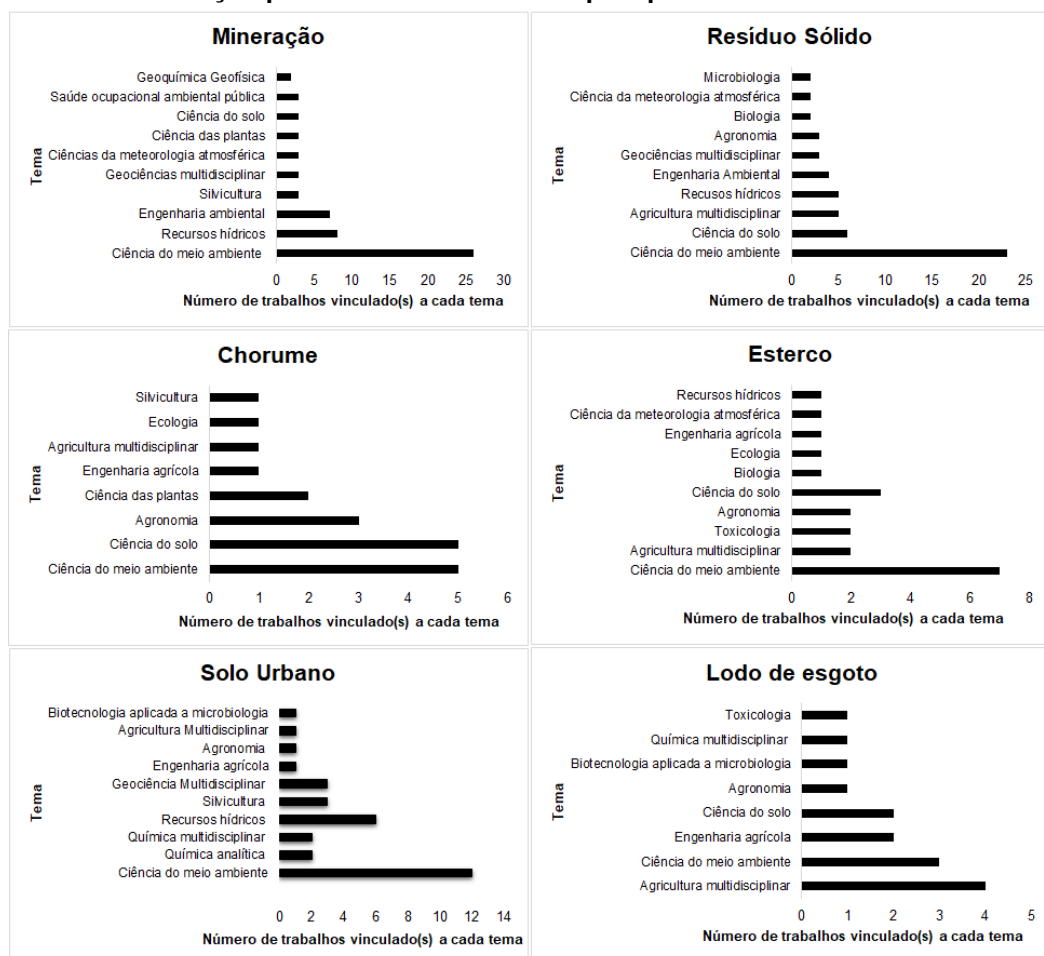 Mineração
Tema
Geoquímica Geofísica
Saúde ocupacional ambiental pública
Ciência do solo
Ciência das plantas
Ciências da meteorologia atmosférica
Geociências multidisciplinar
Silvicultura
Engenharia ambiental
Recursos hídricos
Ciência do meio ambiente
0 5 10 15 20 25 30
Número de trabalhos vinculado(s) a cada tema
Resíduo Sólido
Tema
Microbiologia
Ciência da meteorologia atmosférica
Biologia
Agronomia
Geociências multidisciplinar
Engenharia Ambiental
Recusos hídricos
Agricultura multidisciplinar
Ciência do solo
Ciência do meio ambiente
0 5 10 15 20 25
Número de trabalhos vinculado(s) a cada tema
Chorume
Tema
Silvicultura
Ecologia
Agricultura multidisciplinar
Engenharia agrícola
Ciência das plantas
Agronomia
Ciência do solo
Ciência do meio ambiente
0 1 2 3 4 5 6
Número de trabalhos vinculado(s) a cada tema
Esterco
Tema
Recursos hídricos
Ciência da meteorologia atmosférica
Engenharia agrícola
Ecologia
Biologia
Ciência do solo
Agronomia
Toxicologia
Agricultura multidisciplinar
Ciência do meio ambiente
0 2 4 6 8
Número de trabalhos vinculado(s) a cada tema
Solo Urbano
Tema
Biotecnologia aplicada a microbiologia
Agricultura Multidisciplinar
Agronomia
Engenharia agrícola
Geociência Multidisciplinar
Silvicultura
Recursos hídricos
Química multidisciplinar
Química analítica
Ciência do meio ambiente
0 2 4 6 8 10 12 14
Número de trabalhos vinculado(s) a cada tema
Lodo de esgoto
Tema
Toxicologia
Química multidisciplinar
Biotecnologia aplicada a microbiologia
Agronomia
Ciência do solo
Engenharia agrícola
Ciência do meio ambiente
Agricultura multidisciplinar
0 1 2 3 4 5
Número de trabalhos vinculado(s) a cada tema